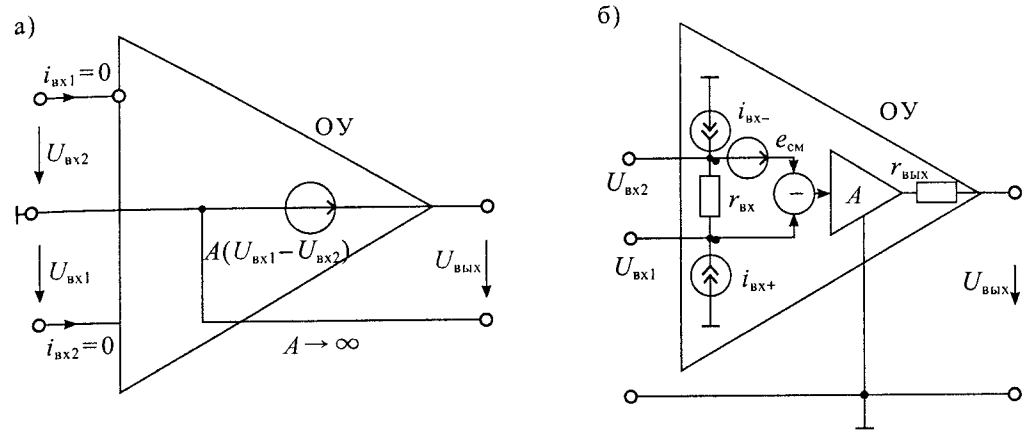 а)
i_вх1=0
ОУ
U_вх2
A(U_вх1−U_вх2)
U_вх1
U_вых
i_вх2=0
A→∞
б)
ОУ
i_вх−
e_см
U_вх2
r_вх
−
A
r_вых
U_вх1
i_вх+
U_вых